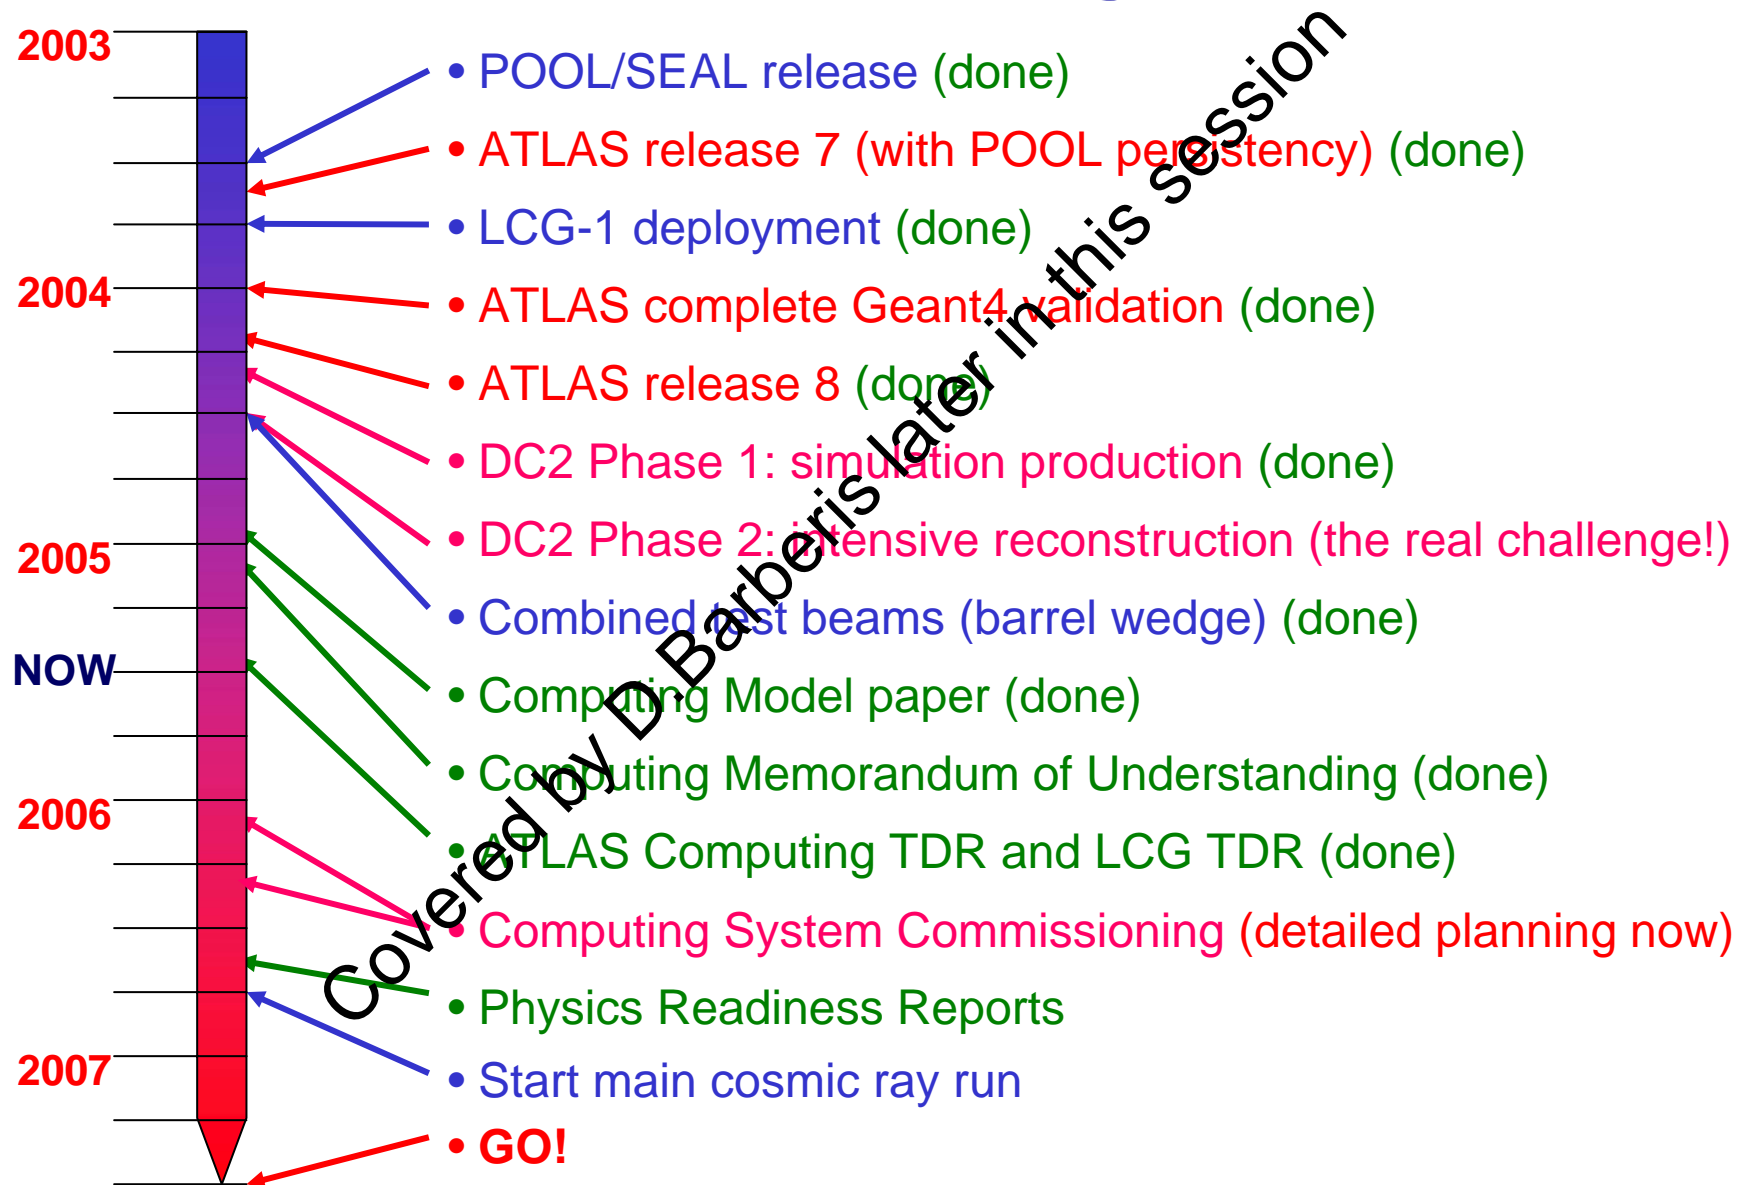 2003
• POOL/SEAL release (done)
• ATLAS release 7 (with POOL persistency) (done)
• LCG-1 deployment (done)
2004
• ATLAS complete Geant4 validation (done)
• ATLAS release 8 (done)
• DC2 Phase 1: simulation production (done)
• DC2 Phase 2: intensive reconstruction (the real challenge!)
2005
• Combined test beams (barrel wedge) (done)
NOW
• Computing Model paper (done)
• Computing Memorandum of Understanding (done)
2006
• ATLAS Computing TDR and LCG TDR (done)
• Computing System Commissioning (detailed planning now)
• Physics Readiness Reports
2007
• Start main cosmic ray run
• GO!
Covered by D.Barberis later in this session